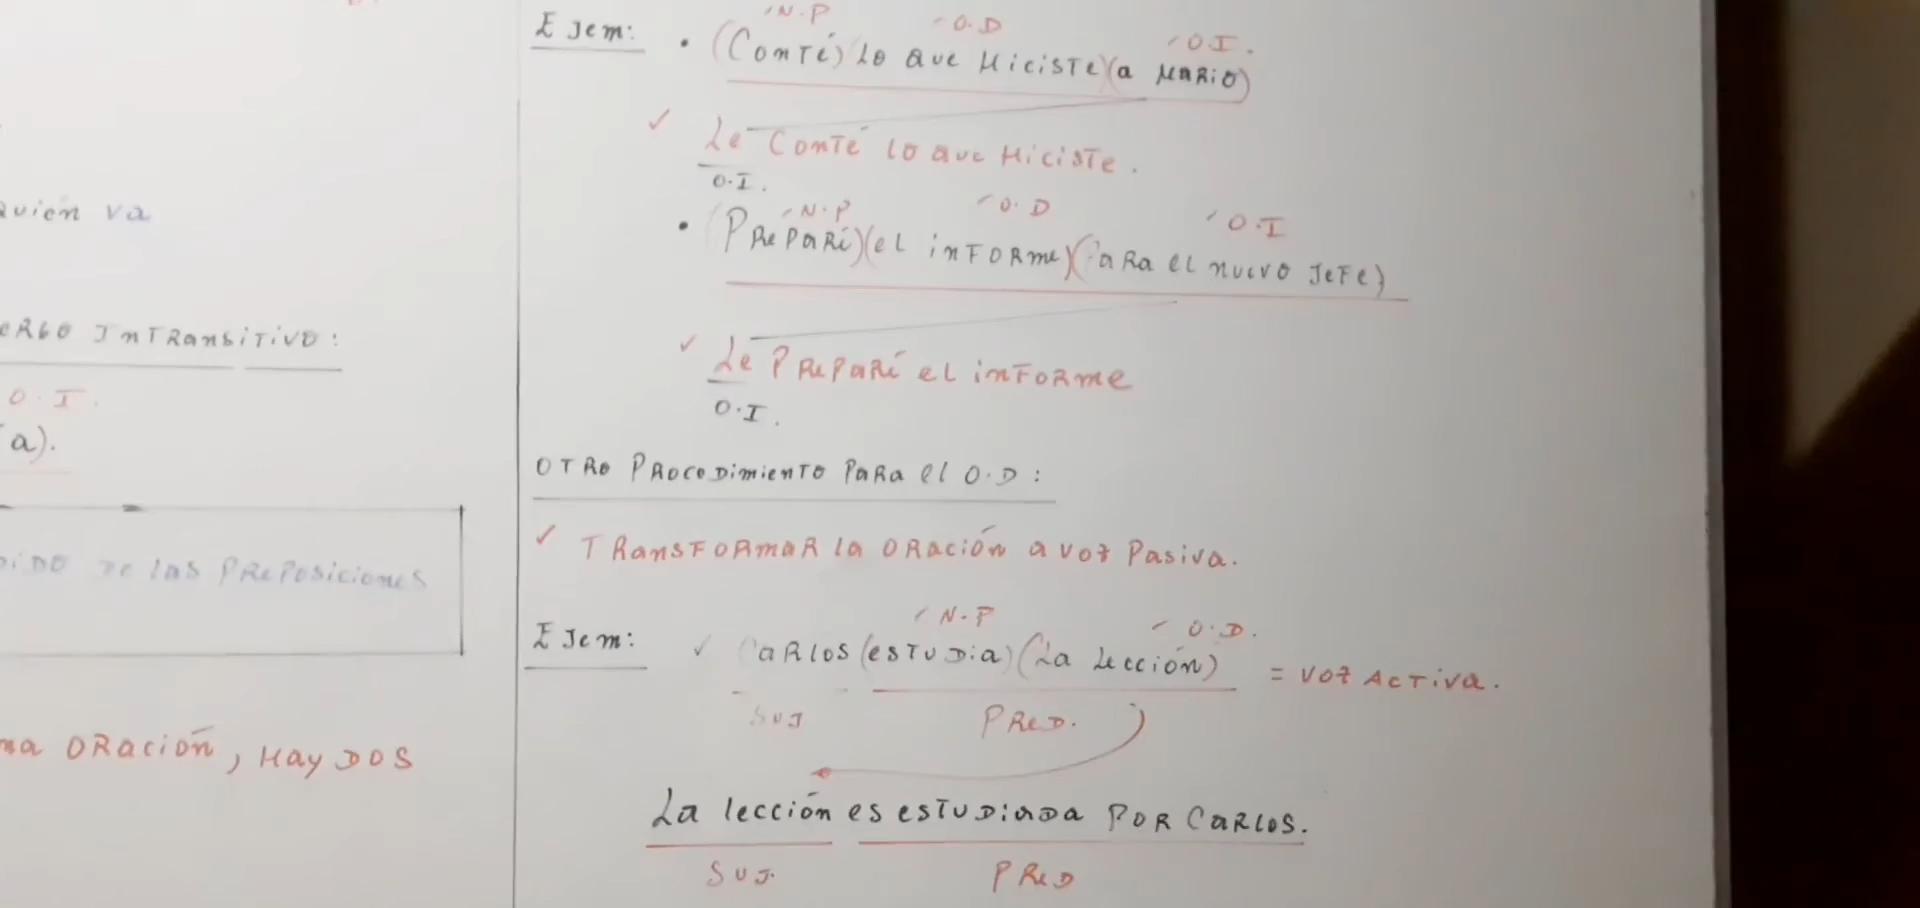 quien va
ERbO InTRansiTiVO:
O.I.
a).
DiDO De las PRePosiciones
na ORación, Hay DOS
EJem:
N.P O.D O.I.
• (Conté) lo que Hiciste (a MaRio)
✓ Le Conté lo que Hiciste.
O.I.
N.P O.D O.I
• (PRePaRé) (el inFORme) (PaRa el nuevo JeFe)
✓ Le PRePaRé el inFORme
O.I.
OTRO PROceDimienTo PaRa el O.D:
✓ TRansFORmaR la ORación a voz Pasiva.
N.P O.D.
EJem: ✓ CaRlos (esTuDia) (La Lección) = voz AcTiva.
SUJ PReD.
La lección es esTuDiaDa PoR CaRlos.
SUJ. PReD